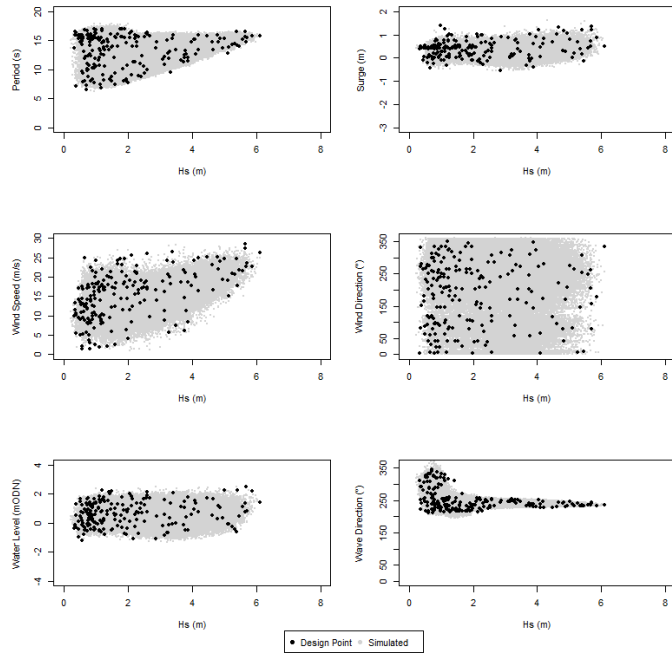 Period (s)
0 5 10 15 20
0 2 4 6 8
Hs (m)
Surge (m)
-3 -2 -1 0 1 2
0 2 4 6 8
Hs (m)
Wind Speed (m/s)
0 5 10 15 20 25 30
0 2 4 6 8
Hs (m)
Wind Direction (°)
0 50 150 250 350
0 2 4 6 8
Hs (m)
Water Level (mODN)
-4 -2 0 2 4
0 2 4 6 8
Hs (m)
Wave Direction (°)
0 50 150 250 350
0 2 4 6 8
Hs (m)
Design Point Simulated